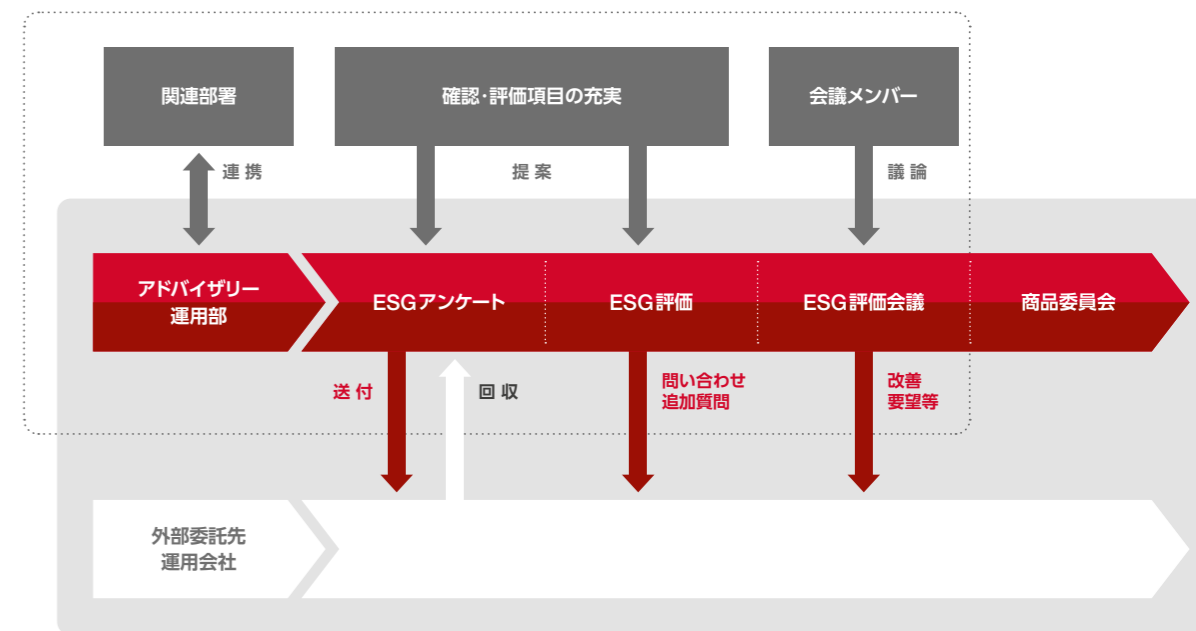 関連部署
確認・評価項目の充実
会議メンバー
連携
提案
議論
アドバイザリー
運用部
ESGアンケート
ESG評価
ESG評価会議
商品委員会
送付
回収
問い合わせ
追加質問
改善
要望等
外部委託先
運用会社